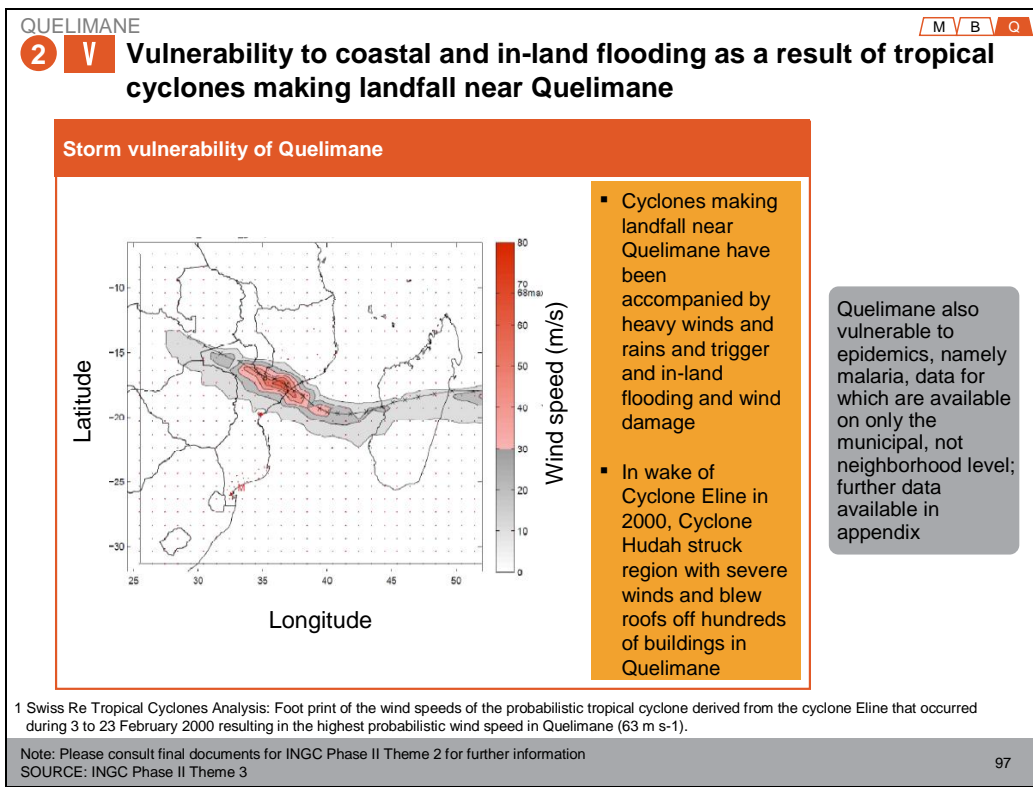 QUELIMANE
M B Q
2 V Vulnerability to coastal and in-land flooding as a result of tropical
cyclones making landfall near Quelimane
Storm vulnerability of Quelimane
Latitude
−10
−15
−20
−25
−30
25 30 35 40 45 50
Longitude
M
80
70
68max
60
50
40
30
20
10
0
Wind speed (m/s)
▪ Cyclones making
landfall near
Quelimane have
been
accompanied by
heavy winds and
rains and trigger
and in-land
flooding and wind
damage
▪ In wake of
Cyclone Eline in
2000, Cyclone
Hudah struck
region with severe
winds and blew
roofs off hundreds
of buildings in
Quelimane
Quelimane also
vulnerable to
epidemics, namely
malaria, data for
which are available
on only the
municipal, not
neighborhood level;
further data
available in
appendix
1 Swiss Re Tropical Cyclones Analysis: Foot print of the wind speeds of the probabilistic tropical cyclone derived from the cyclone Eline that occurred
during 3 to 23 February 2000 resulting in the highest probabilistic wind speed in Quelimane (63 m s-1).
Note: Please consult final documents for INGC Phase II Theme 2 for further information
SOURCE: INGC Phase II Theme 3
97